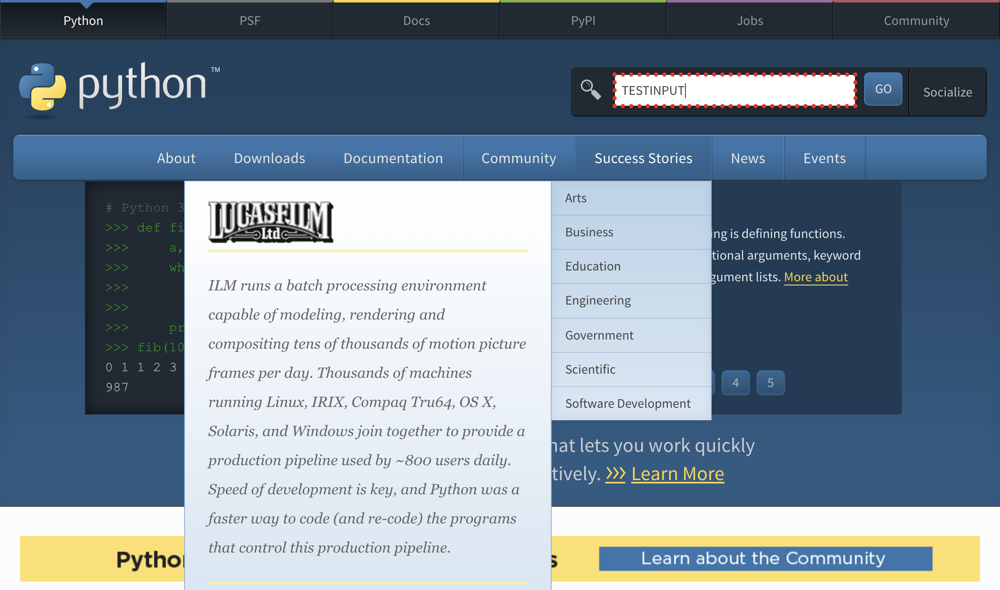 Python
PSF
Docs
PyPI
Jobs
Community
python™
TESTINPUT
GO
Socialize
About
Downloads
Documentation
Community
Success Stories
News
Events
# Python 3
>>> def fi
>>>     a,
>>>     wh
>>>
>>>
>>>     pr
>>> fib(10
0 1 1 2 3
987
LUCASFILM
Ltd
ILM runs a batch processing environment
capable of modeling, rendering and
compositing tens of thousands of motion picture
frames per day. Thousands of machines
running Linux, IRIX, Compaq Tru64, OS X,
Solaris, and Windows join together to provide a
production pipeline used by ~800 users daily.
Speed of development is key, and Python was a
faster way to code (and re-code) the programs
that control this production pipeline.
Arts
Business
Education
Engineering
Government
Scientific
Software Development
ing is defining functions.
tional arguments, keyword
gument lists. More about
4
5
hat lets you work quickly
tively. >>> Learn More
Pytho
s
Learn about the Community